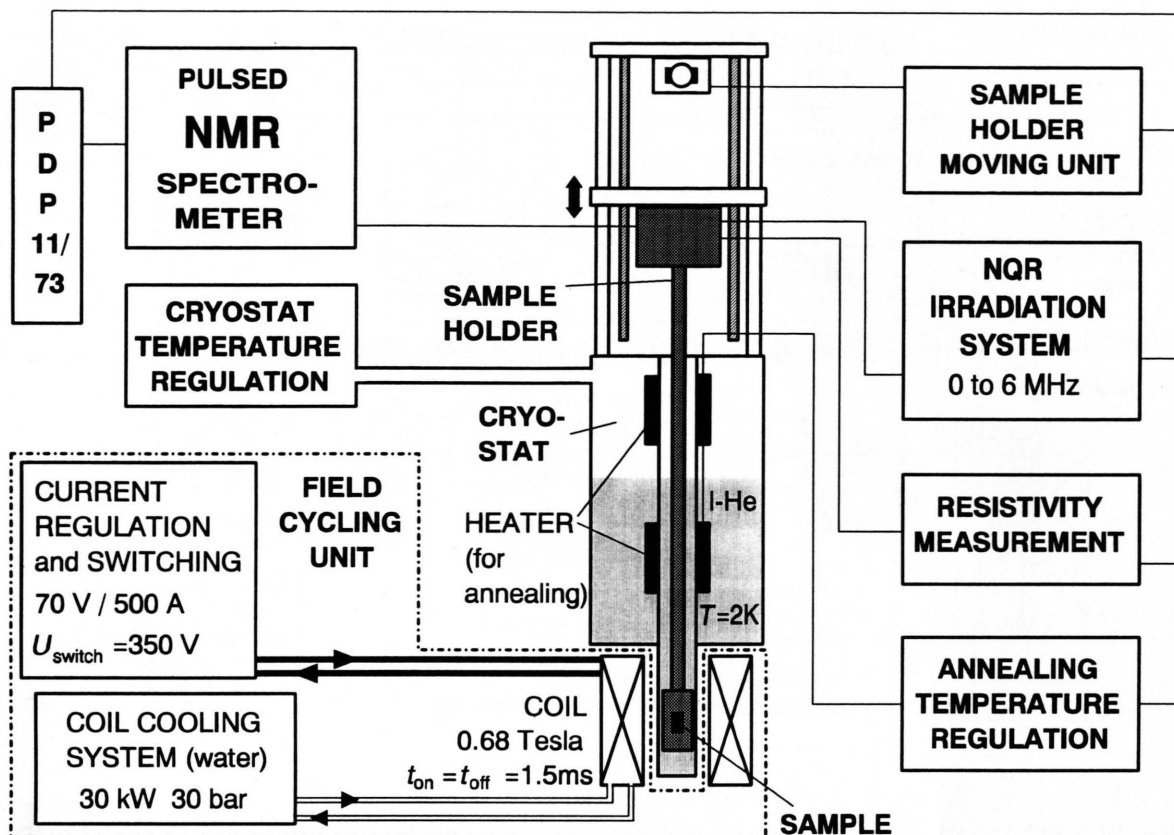 P
D
P
11/
73
PULSED
NMR
SPECTRO-
METER
CRYOSTAT
TEMPERATURE
REGULATION
SAMPLE
HOLDER
SAMPLE
HOLDER
MOVING UNIT
NQR
IRRADIATION
SYSTEM
0 to 6 MHz
CRYO-
STAT
l-He
HEATER
(for
annealing)
T=2K
RESISTIVITY
MEASUREMENT
ANNEALING
TEMPERATURE
REGULATION
CURRENT
REGULATION
and SWITCHING
70 V / 500 A
Uswitch =350 V
FIELD
CYCLING
UNIT
COIL COOLING
SYSTEM (water)
30 kW 30 bar
COIL
0.68 Tesla
ton = toff =1.5ms
SAMPLE